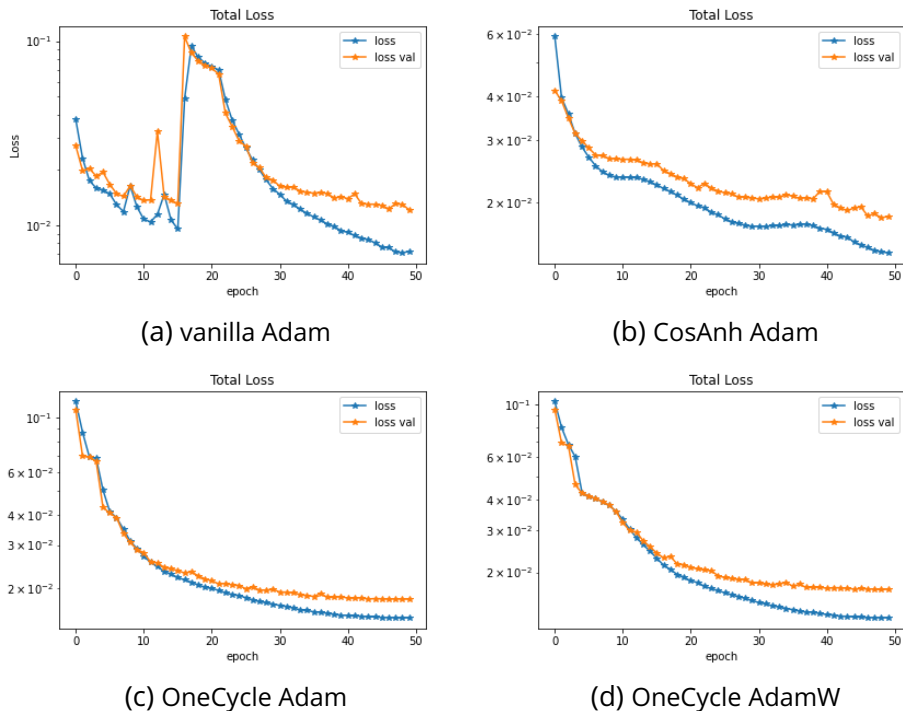 Total Loss
loss
loss val
10⁻¹
10⁻²
Loss
0 10 20 30 40 50
epoch
(a) vanilla Adam
Total Loss
loss
loss val
6 × 10⁻²
4 × 10⁻²
3 × 10⁻²
2 × 10⁻²
0 10 20 30 40 50
epoch
(b) CosAnh Adam
Total Loss
loss
loss val
10⁻¹
6 × 10⁻²
4 × 10⁻²
3 × 10⁻²
2 × 10⁻²
0 10 20 30 40 50
epoch
(c) OneCycle Adam
Total Loss
loss
loss val
10⁻¹
6 × 10⁻²
4 × 10⁻²
3 × 10⁻²
2 × 10⁻²
0 10 20 30 40 50
epoch
(d) OneCycle AdamW